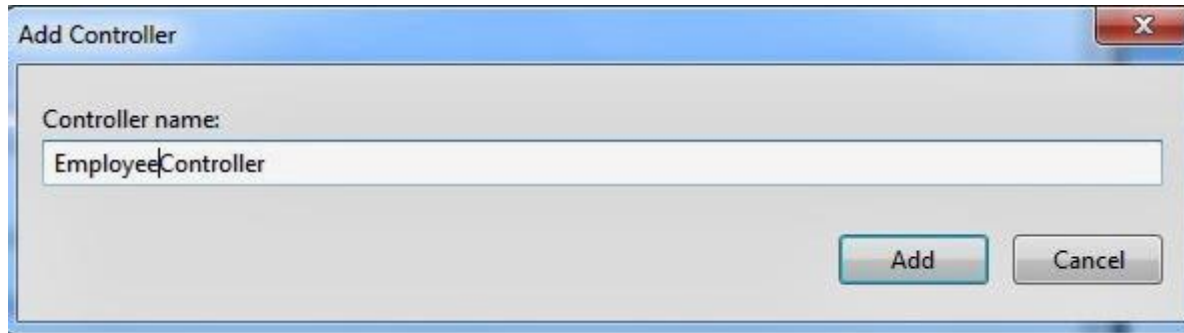 Add Controller
Controller name:
EmployeeController
Add
Cancel